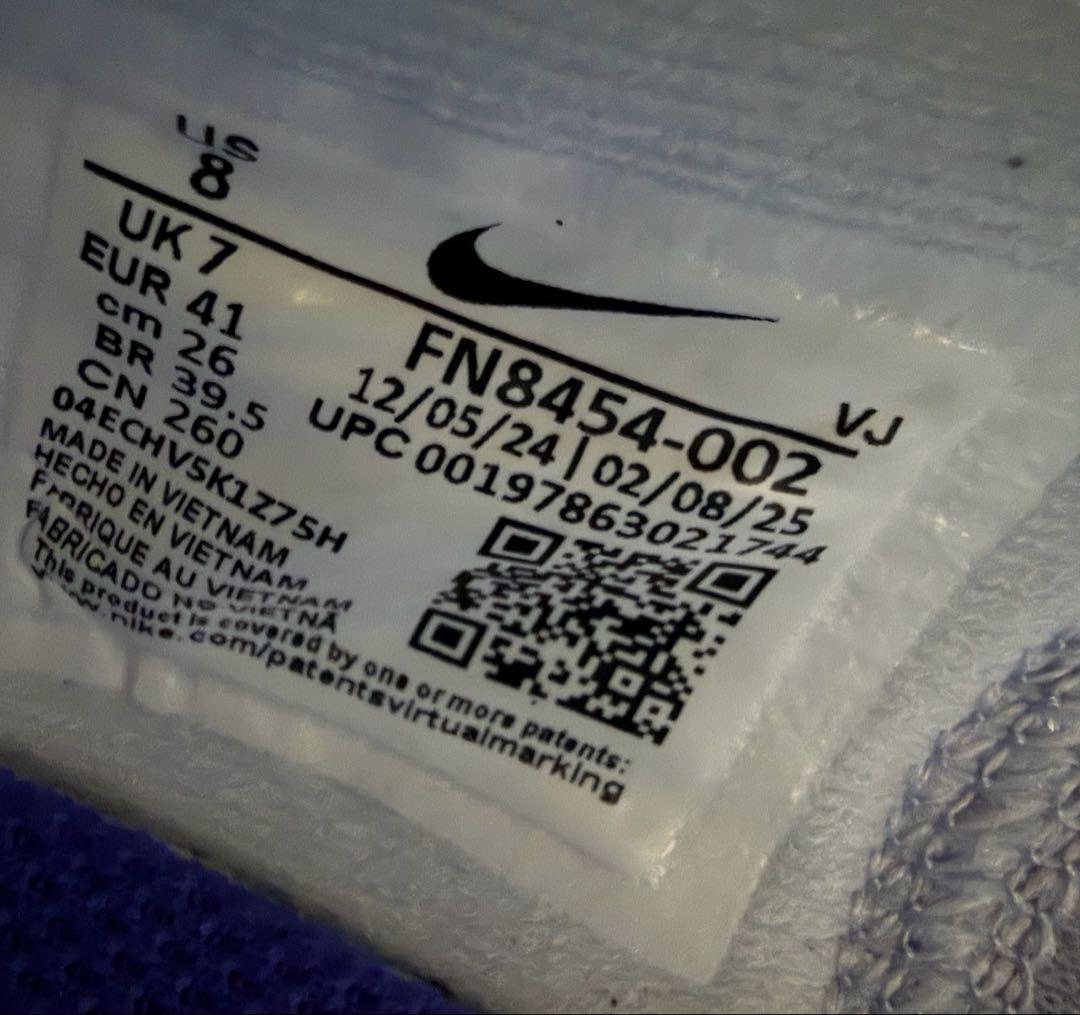 US
8
UK 7
EUR 41
cm 26
BR 39.5
CN 260
04ECHV5K1Z75H
MADE IN VIETNAM
HECHO EN VIETNAM
FABRIQUE AU VIETNAM
FABRICADO NO VIETNÃ
This product is covered by one or more patents:
www.nike.com/patentsvirtualmarking
VJ
FN8454-002
12/05/24 | 02/08/25
UPC 00197863021744